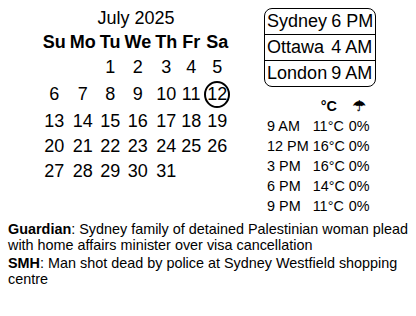 July 2025
Su Mo Tu We Th Fr Sa
1 2 3 4 5
6 7 8 9 10 11 12
13 14 15 16 17 18 19
20 21 22 23 24 25 26
27 28 29 30 31
Sydney 6 PM
Ottawa 4 AM
London 9 AM
°C ☂
9 AM 11°C 0%
12 PM 16°C 0%
3 PM 16°C 0%
6 PM 14°C 0%
9 PM 11°C 0%
Guardian: Sydney family of detained Palestinian woman plead
with home affairs minister over visa cancellation
SMH: Man shot dead by police at Sydney Westfield shopping
centre